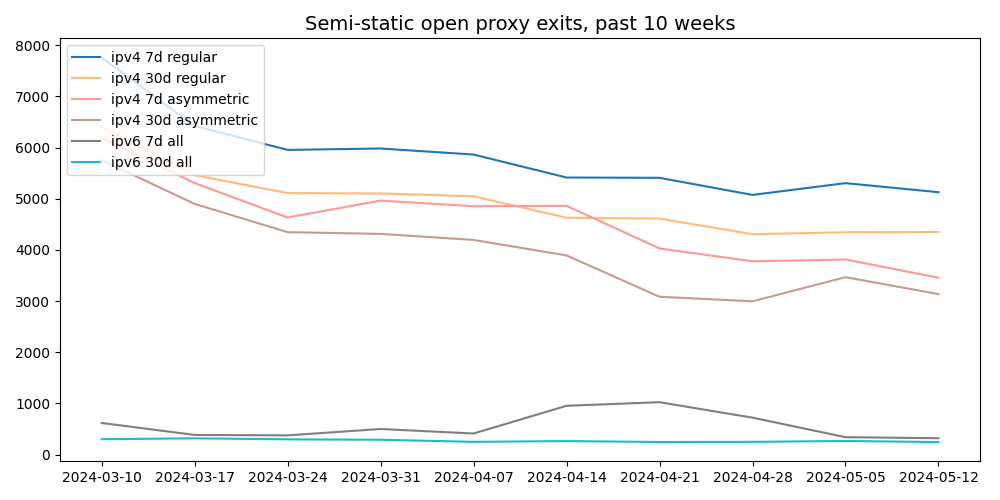 Semi-static open proxy exits, past 10 weeks
8000
7000
6000
5000
4000
3000
2000
1000
0
ipv4 7d regular
ipv4 30d regular
ipv4 7d asymmetric
ipv4 30d asymmetric
ipv6 7d all
ipv6 30d all
2024-03-10 2024-03-17 2024-03-24 2024-03-31 2024-04-07 2024-04-14 2024-04-21 2024-04-28 2024-05-05 2024-05-12